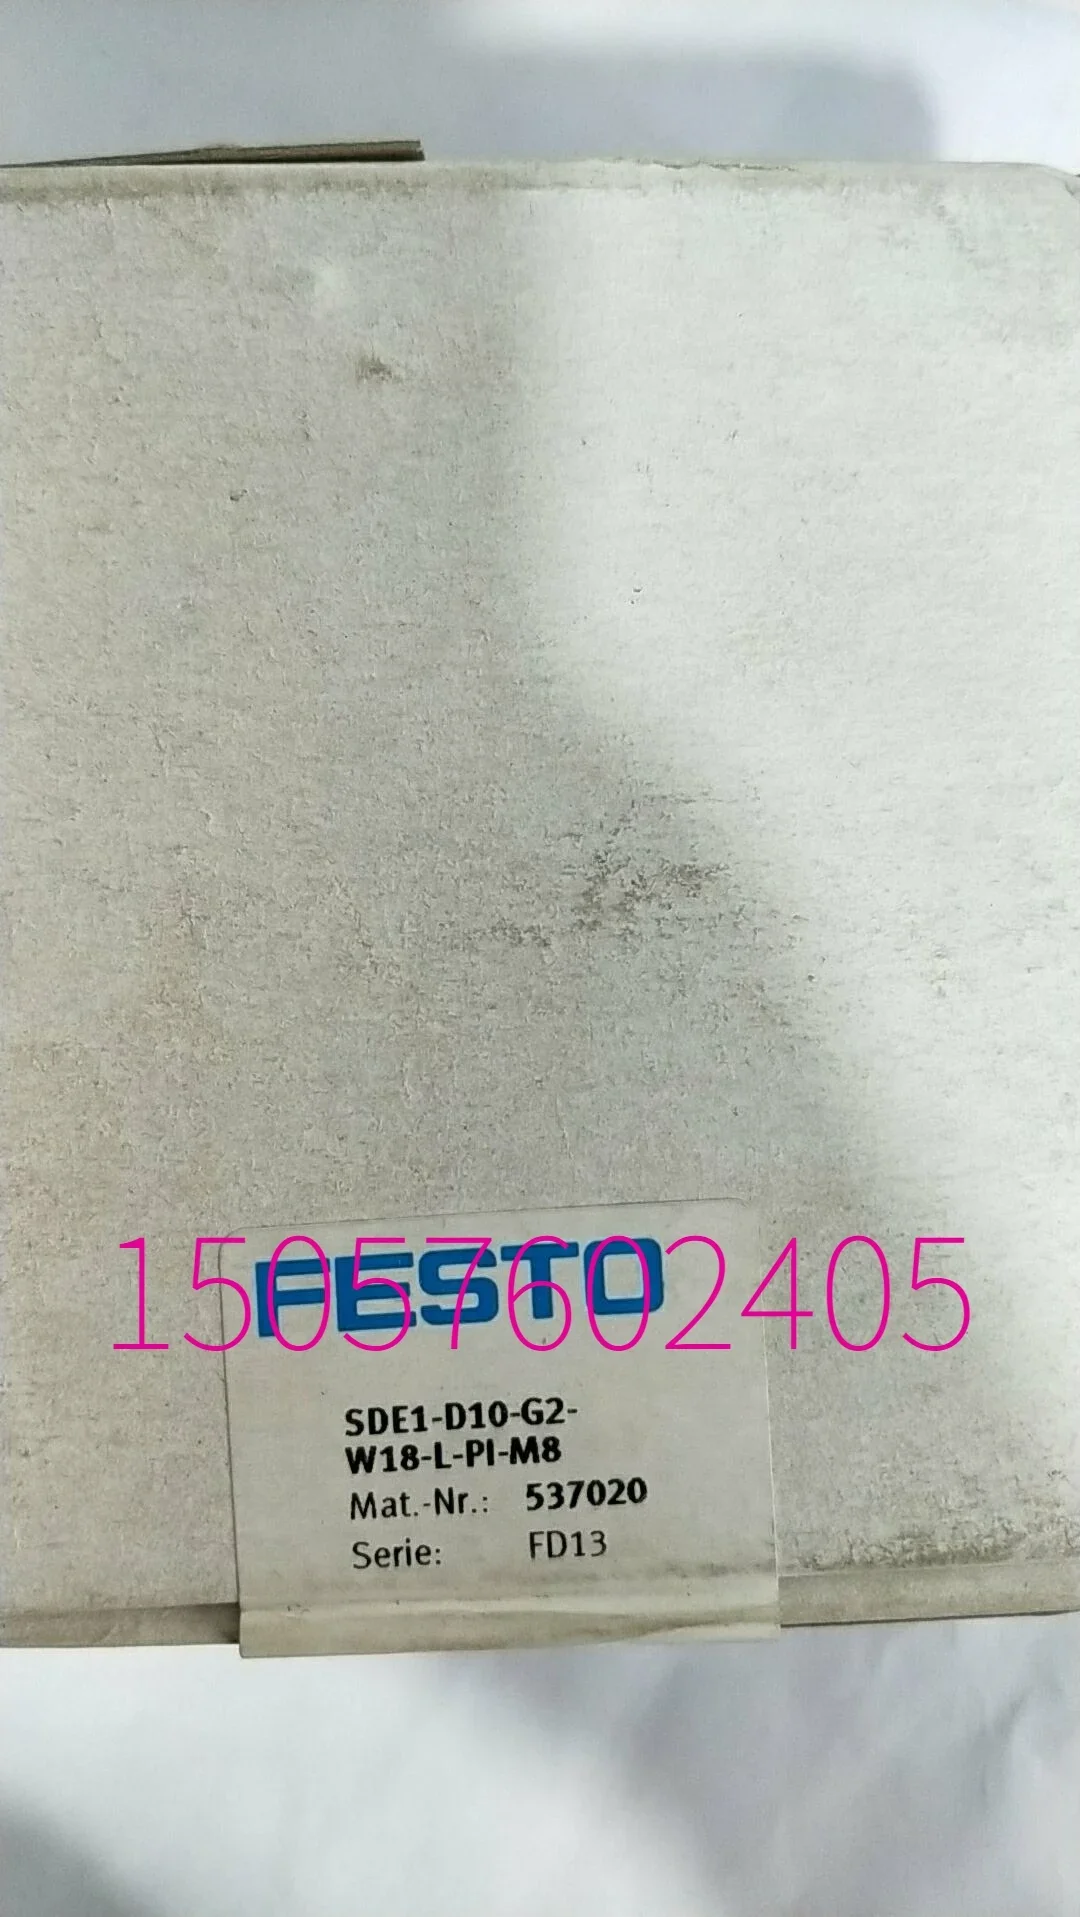 FESTO
15057602405
SDE1-D10-G2-
W18-L-PI-M8
Mat.-Nr.: 537020
Serie: FD13